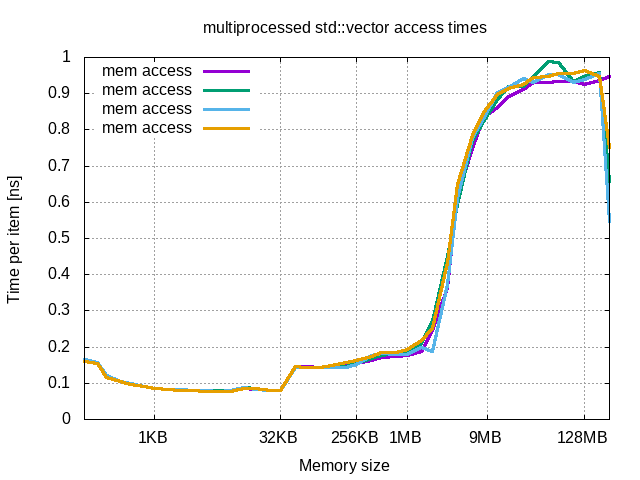 multiprocessed std::vector access times
mem access
mem access
mem access
mem access
1
0.9
0.8
0.7
0.6
0.5
0.4
0.3
0.2
0.1
0
Time per item [ns]
1KB 32KB 256KB 1MB 9MB 128MB
Memory size